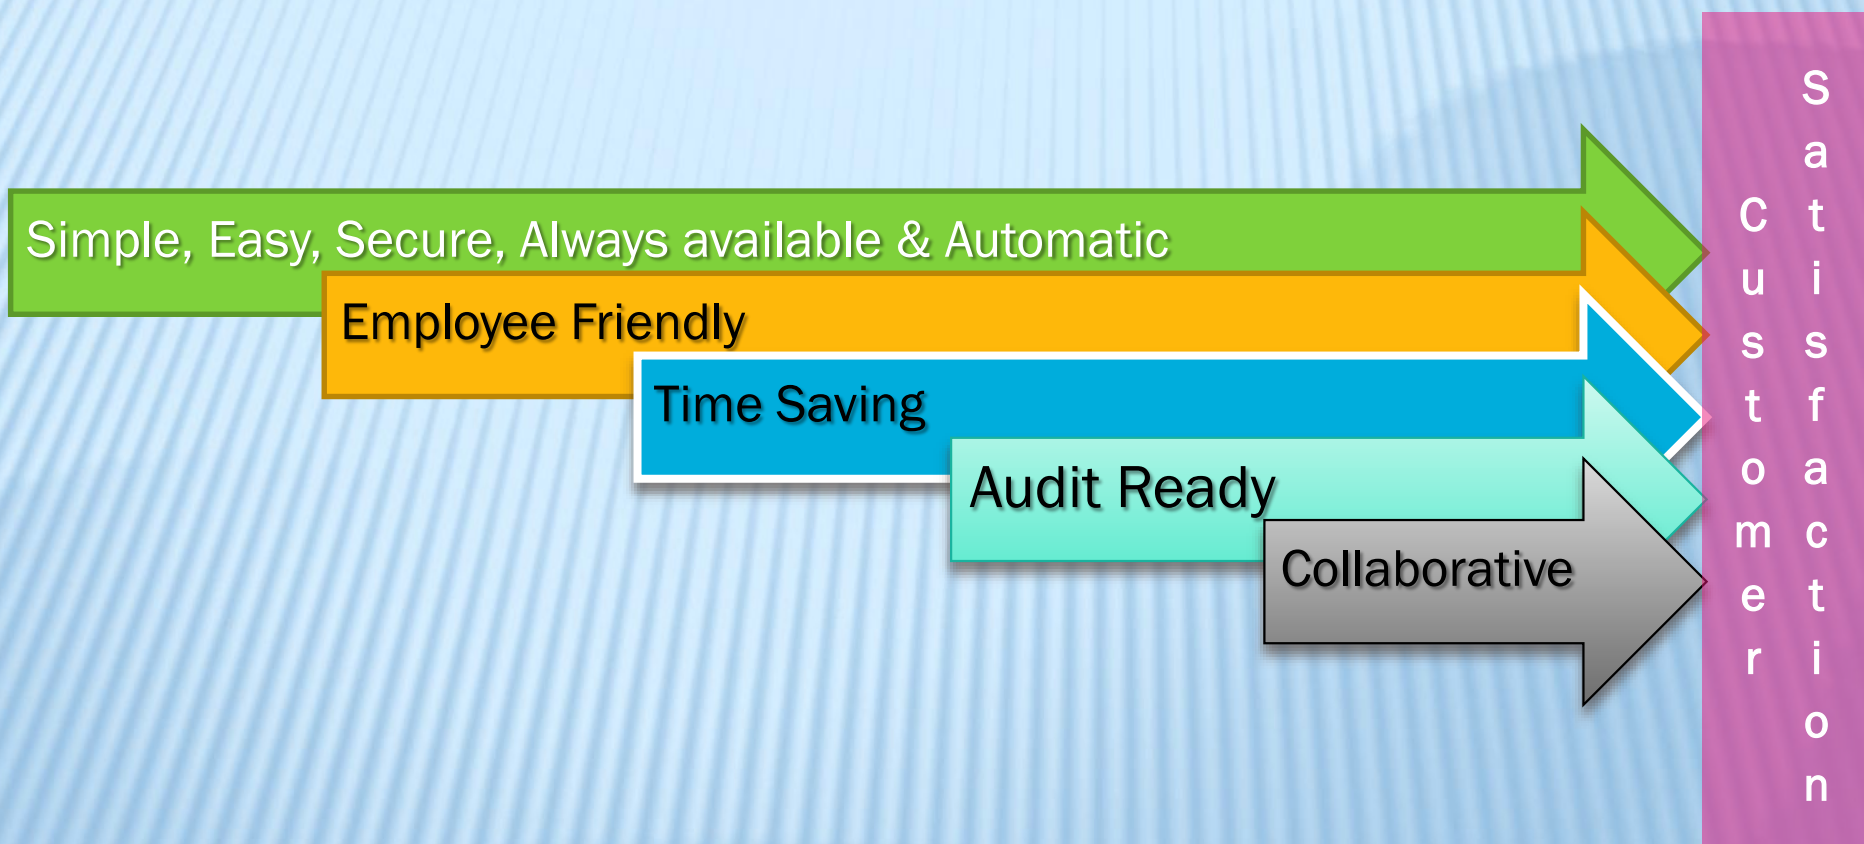 Simple, Easy, Secure, Always available & Automatic
Employee Friendly
Time Saving
Audit Ready
Collaborative
Customer
Satisfaction